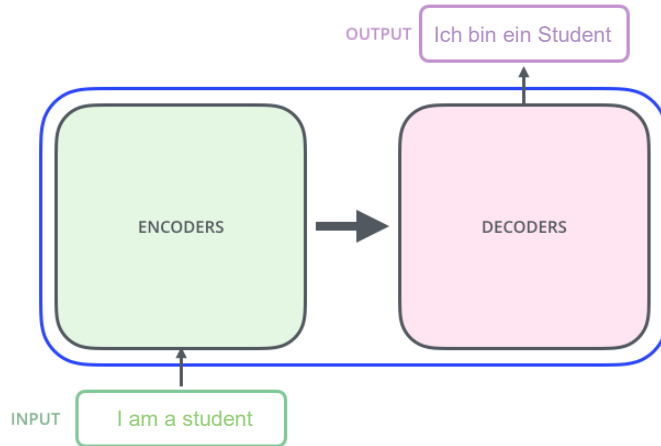 OUTPUT
Ich bin ein Student
ENCODERS
DECODERS
INPUT
I am a student